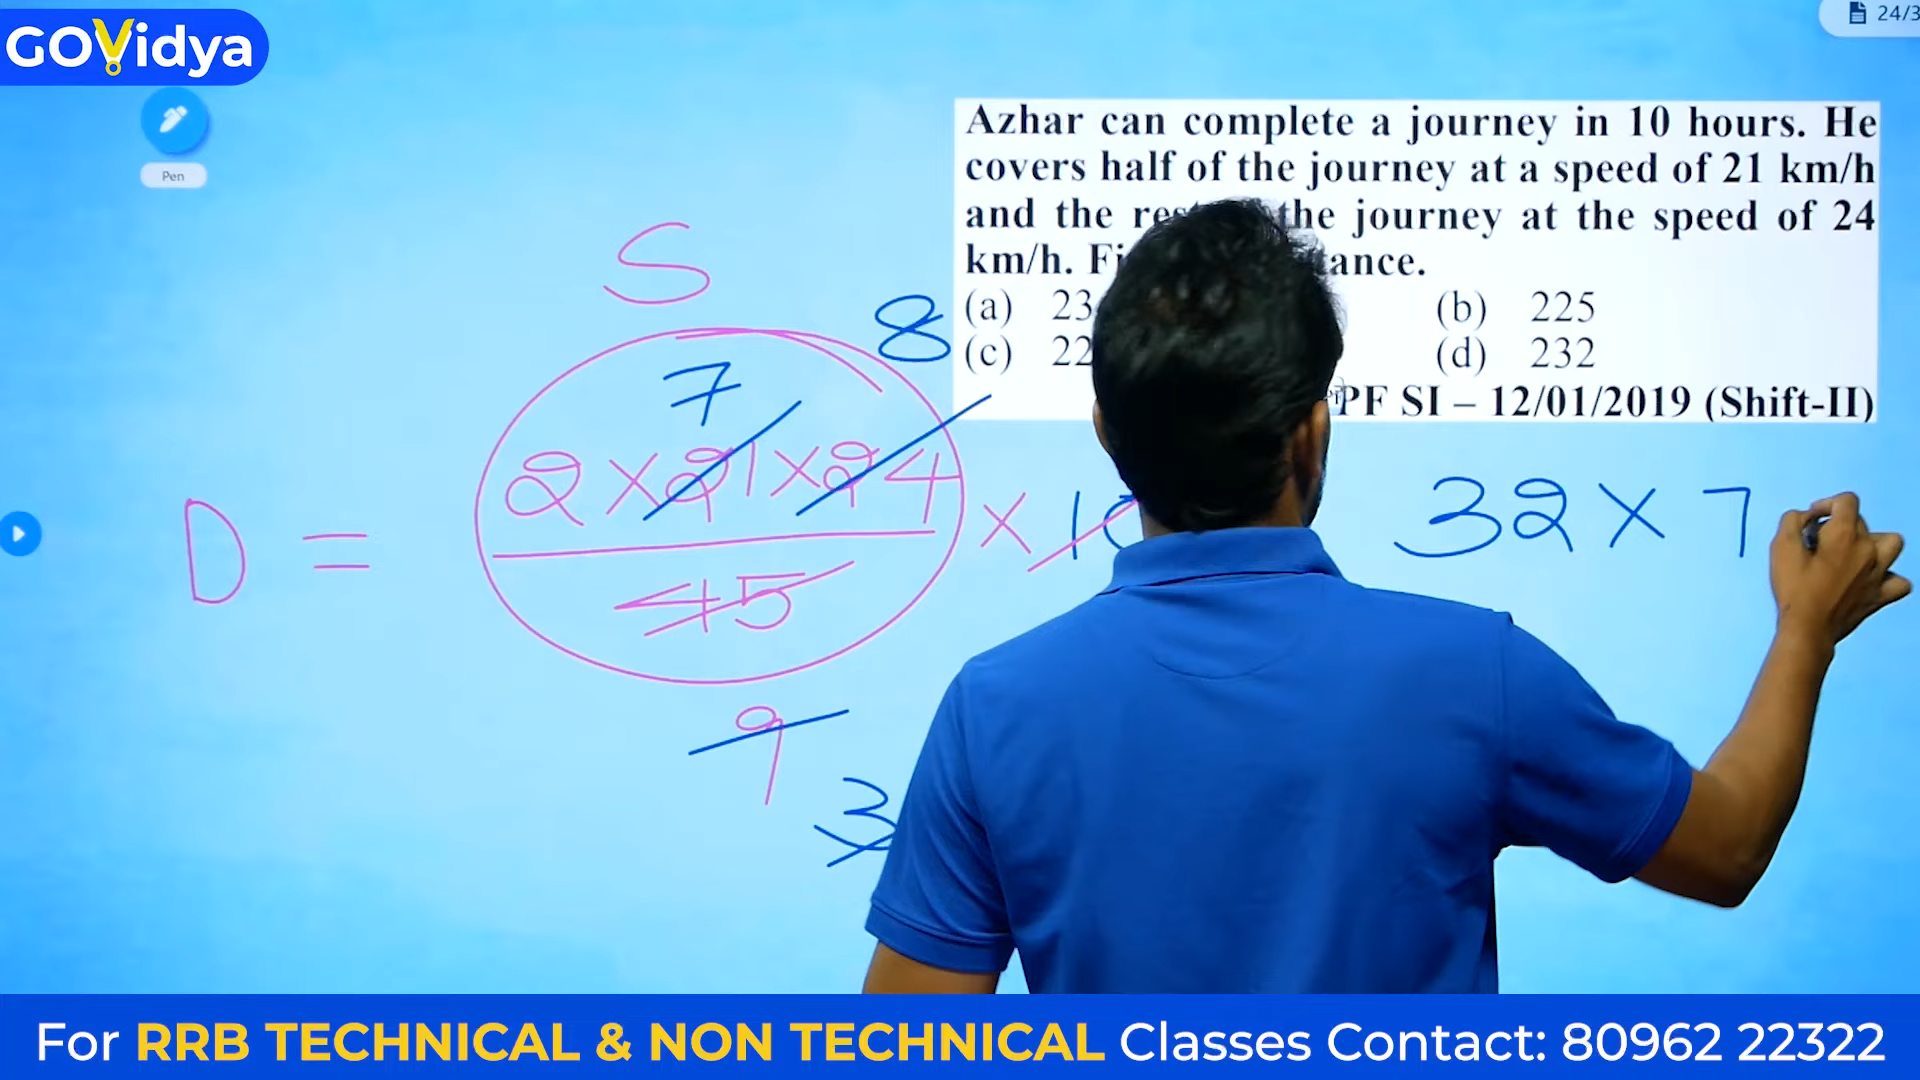 GOVidya
24/3
Pen
Azhar can complete a journey in 10 hours. He
covers half of the journey at a speed of 21 km/h
and the the journey at the speed of 24
km/h.
(a) 23 (b) 225
(c) 22 (d) 232
PF SI – 12/01/2019 (Shift-II)
S
8
7
2 × 21 × 24
D = × 10
45
9
3
32 × 7
For RRB TECHNICAL & NON TECHNICAL Classes Contact: 80962 22322